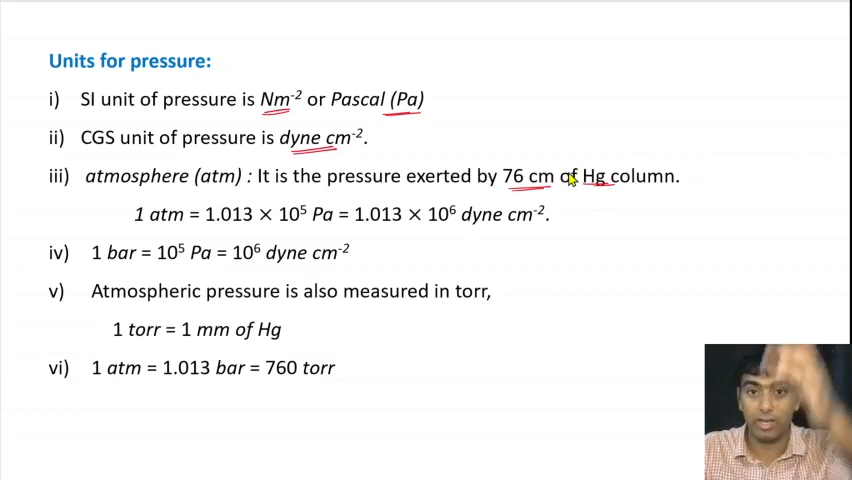 Units for pressure:
i) SI unit of pressure is Nm⁻² or Pascal (Pa)
ii) CGS unit of pressure is dyne cm⁻².
iii) atmosphere (atm) : It is the pressure exerted by 76 cm of Hg column.
1 atm = 1.013 × 10⁵ Pa = 1.013 × 10⁶ dyne cm⁻².
iv) 1 bar = 10⁵ Pa = 10⁶ dyne cm⁻²
v) Atmospheric pressure is also measured in torr,
1 torr = 1 mm of Hg
vi) 1 atm = 1.013 bar = 760 torr